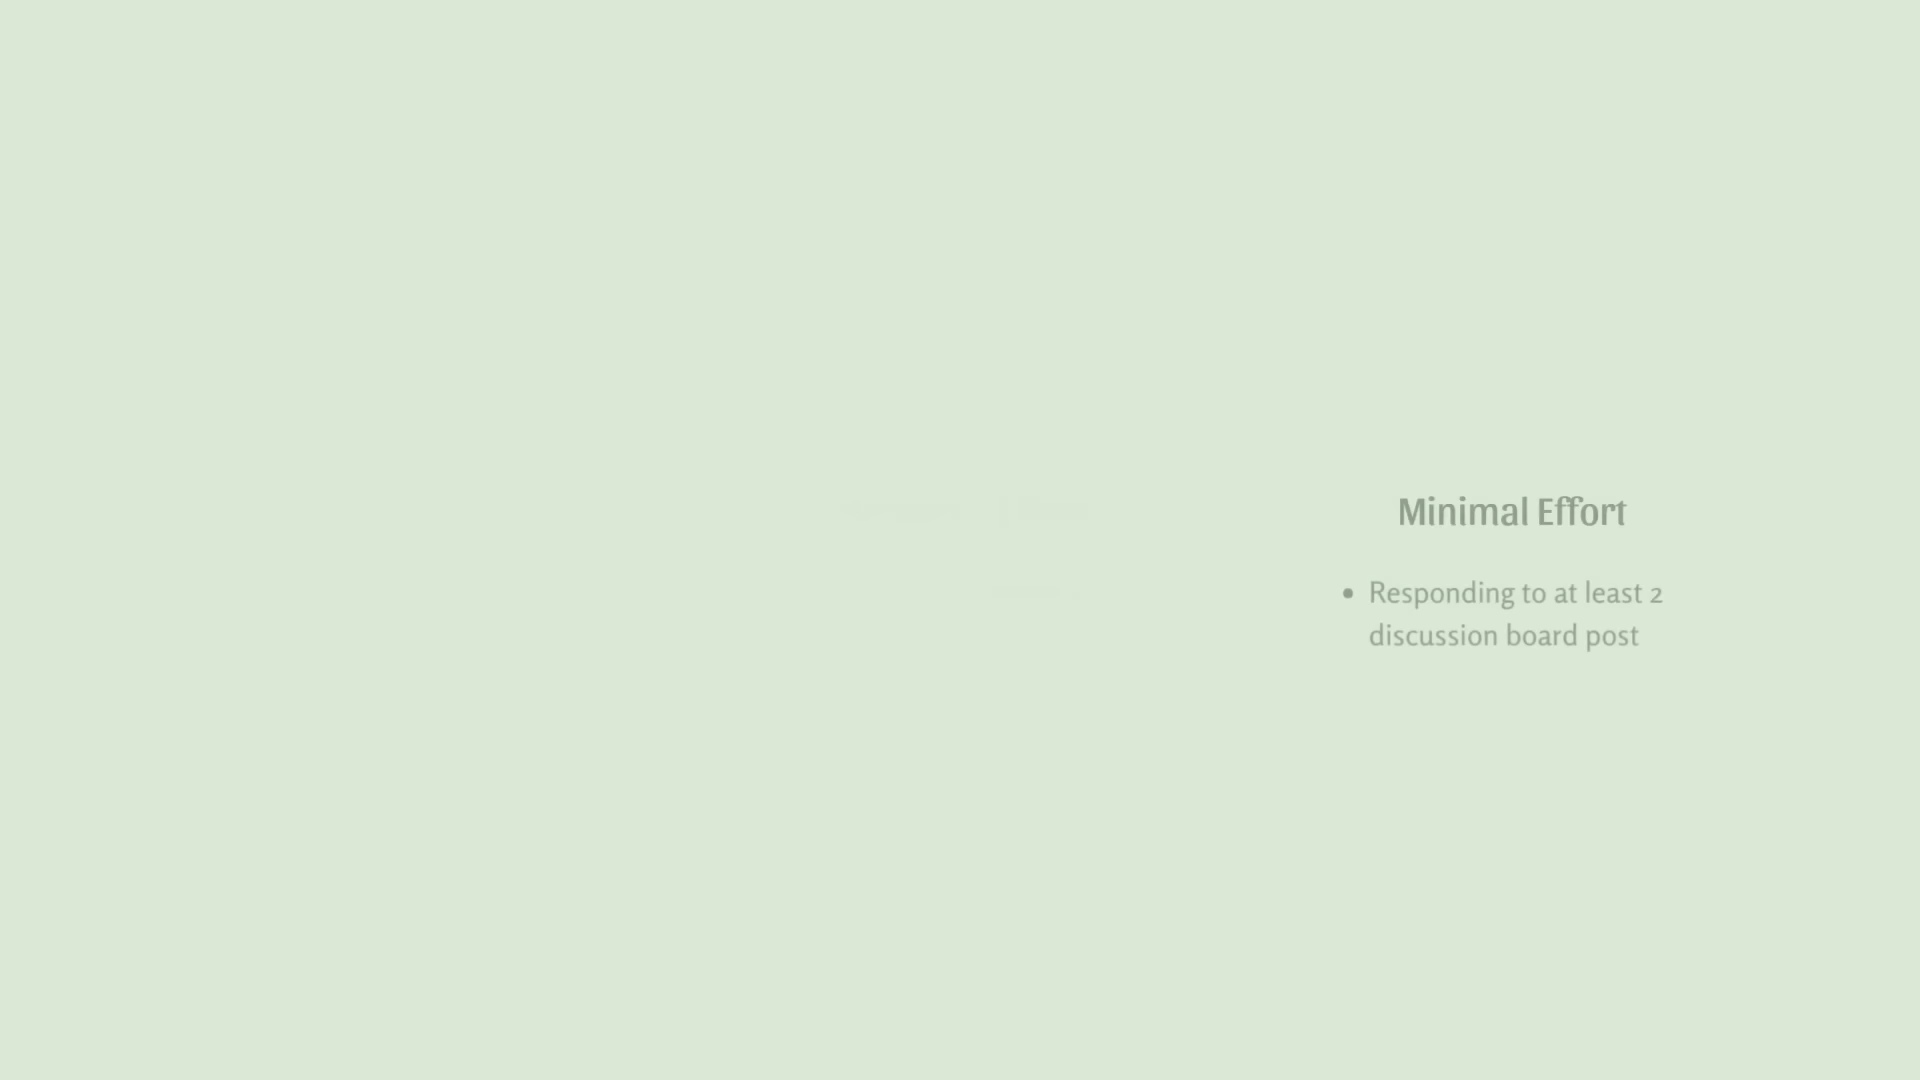 Minimal Effort
• Responding to at least 2
discussion board post